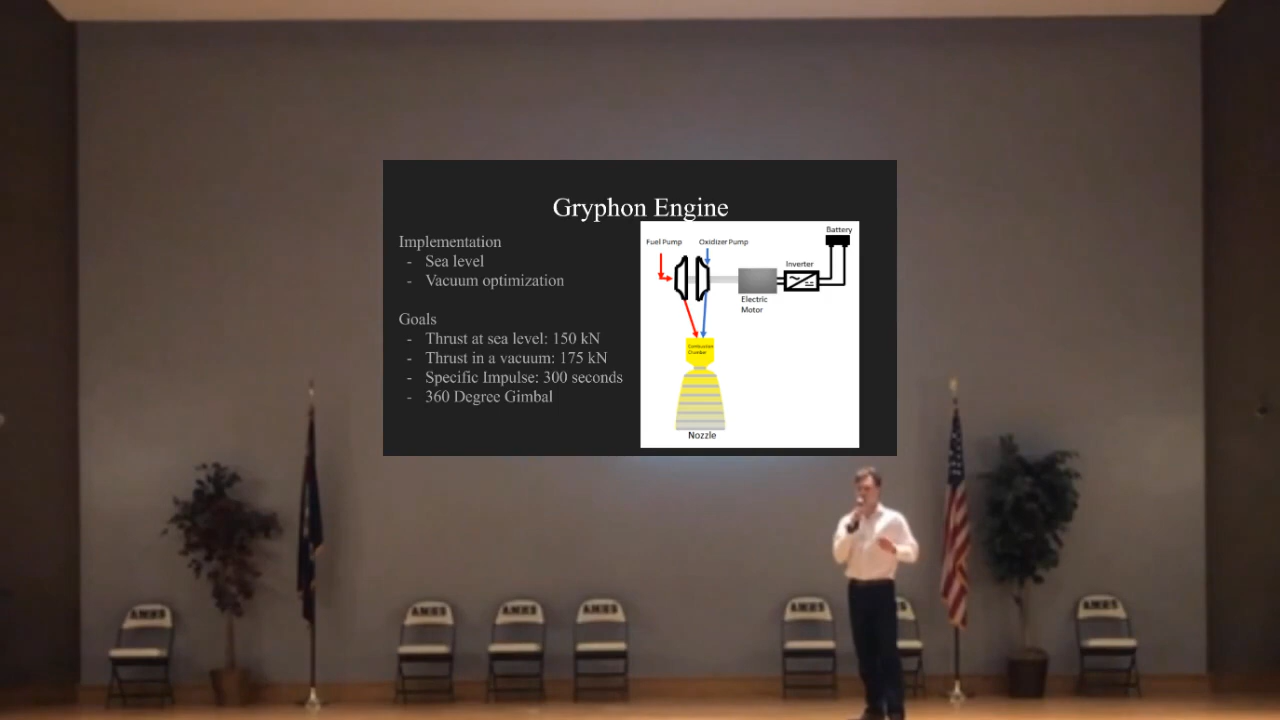 Gryphon Engine
Implementation
- Sea level
- Vacuum optimization
Goals
- Thrust at sea level: 150 kN
- Thrust in a vacuum: 175 kN
- Specific Impulse: 300 seconds
- 360 Degree Gimbal
Battery
Fuel Pump
Oxidizer Pump
Inverter
Electric
Motor
Combustion
Chamber
Nozzle